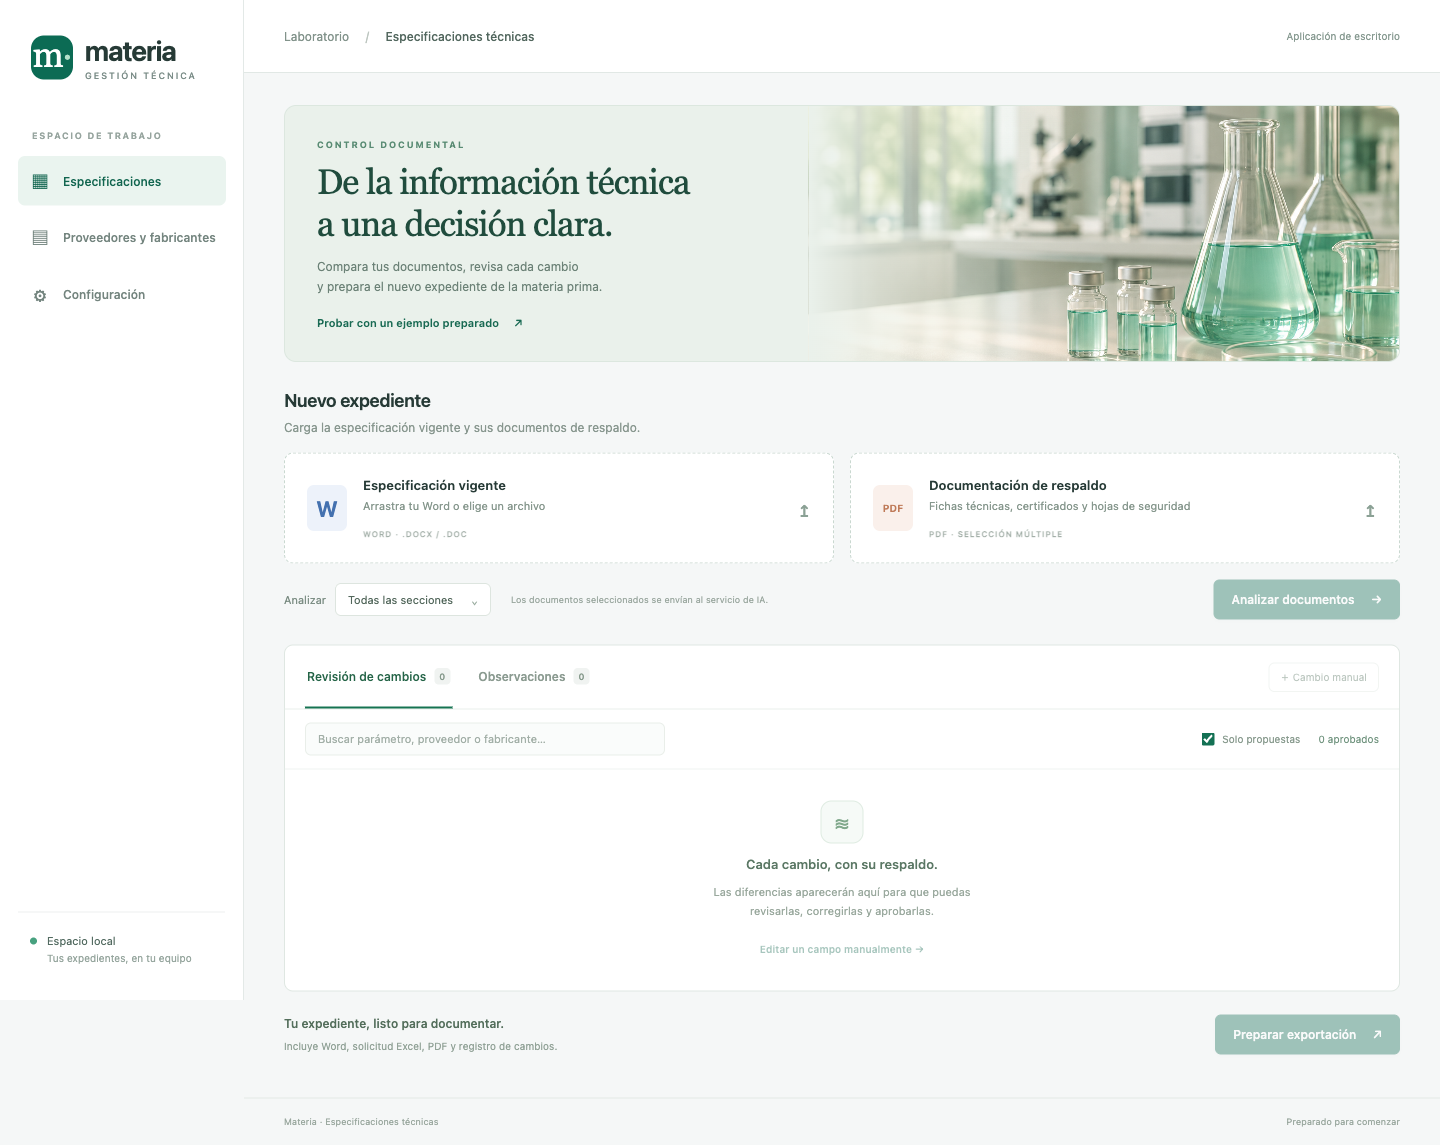 m.
materia
GESTIÓN TÉCNICA
ESPACIO DE TRABAJO
Especificaciones
Proveedores y fabricantes
Configuración
Espacio local
Tus expedientes, en tu equipo
Laboratorio / Especificaciones técnicas
Aplicación de escritorio
CONTROL DOCUMENTAL
De la información técnica
a una decisión clara.
Compara tus documentos, revisa cada cambio
y prepara el nuevo expediente de la materia prima.
Probar con un ejemplo preparado ↗
Nuevo expediente
Carga la especificación vigente y sus documentos de respaldo.
W
Especificación vigente
Arrastra tu Word o elige un archivo
WORD · .DOCX / .DOC
PDF
Documentación de respaldo
Fichas técnicas, certificados y hojas de seguridad
PDF · SELECCIÓN MÚLTIPLE
Analizar
Todas las secciones
Los documentos seleccionados se envían al servicio de IA.
Analizar documentos →
Revisión de cambios 0
Observaciones 0
+ Cambio manual
Buscar parámetro, proveedor o fabricante...
Solo propuestas
0 aprobados
Cada cambio, con su respaldo.
Las diferencias aparecerán aquí para que puedas
revisarlas, corregirlas y aprobarlas.
Editar un campo manualmente →
Tu expediente, listo para documentar.
Incluye Word, solicitud Excel, PDF y registro de cambios.
Preparar exportación ↗
Materia · Especificaciones técnicas
Preparado para comenzar